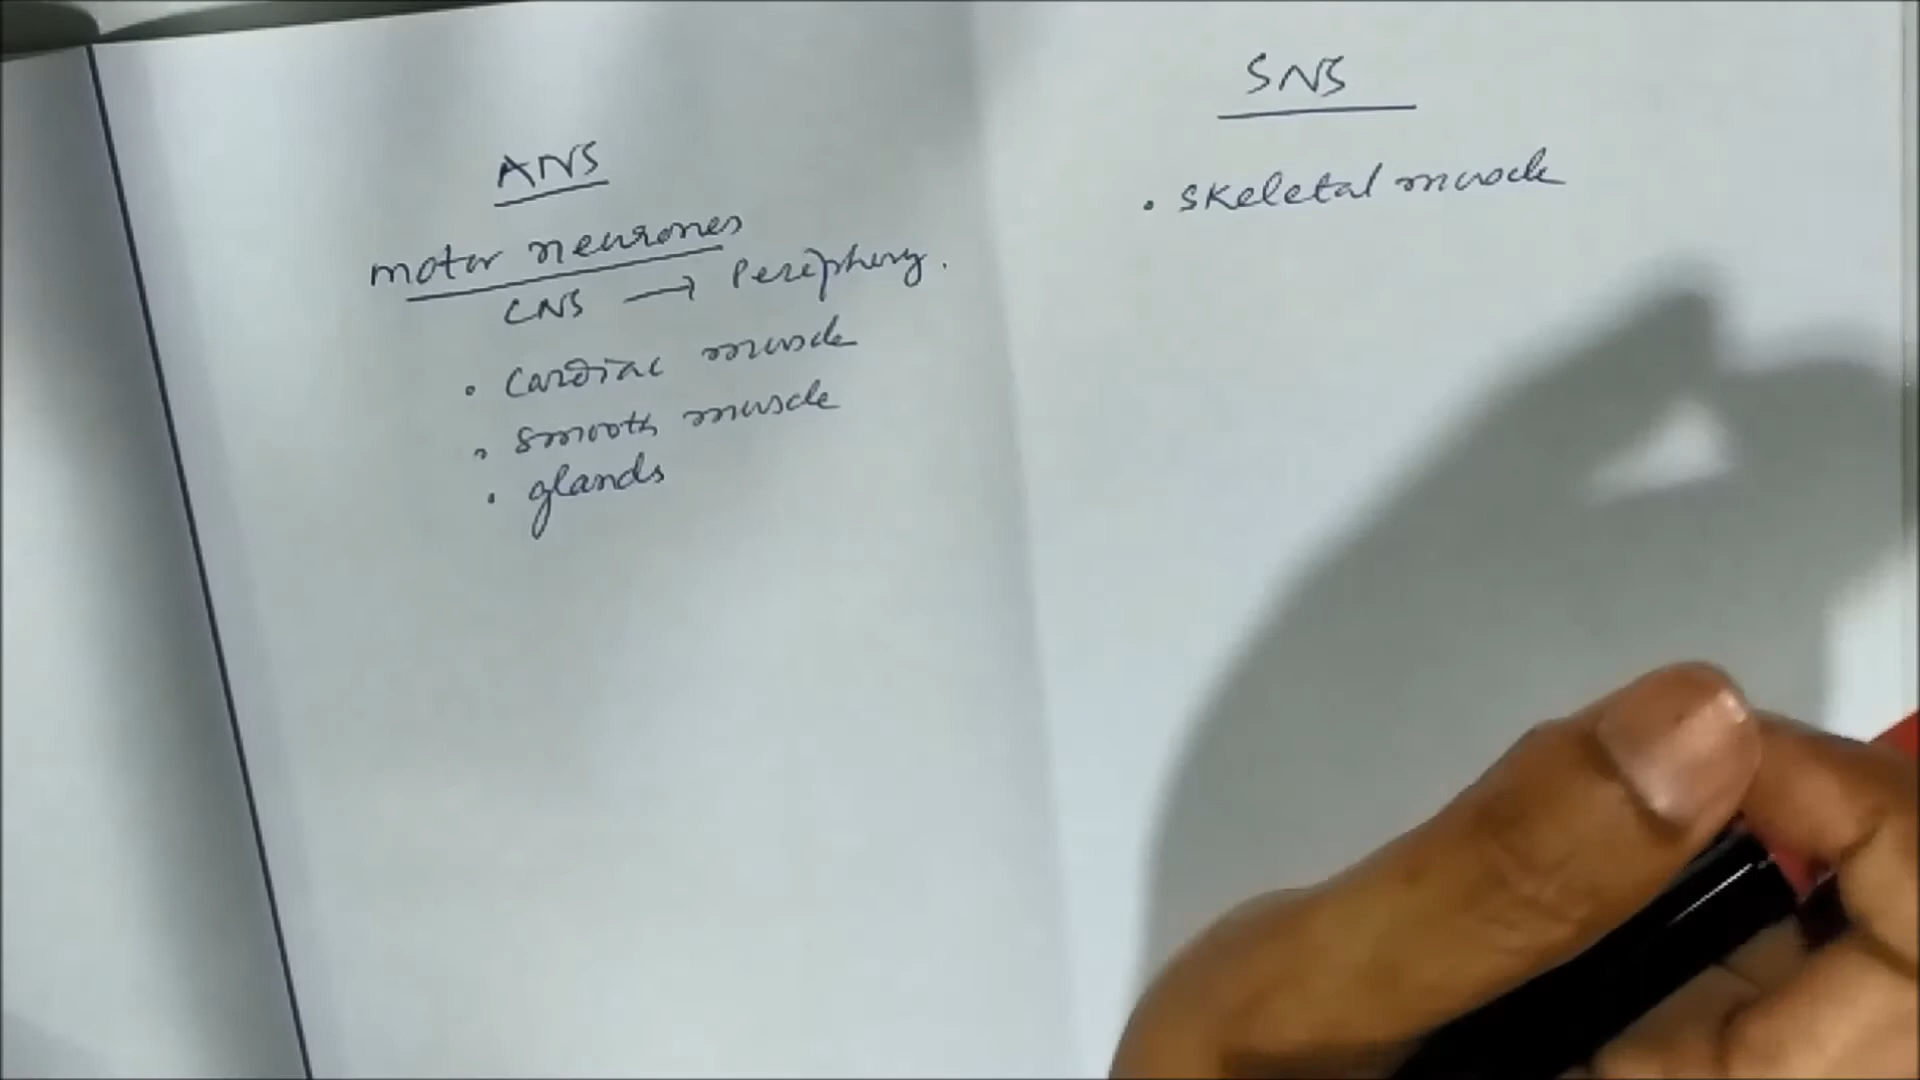 ANS
motor neurones
CNS → Periphery.
• Cardiac muscle
• smooth muscle
• glands
SNS
• skeletal muscle